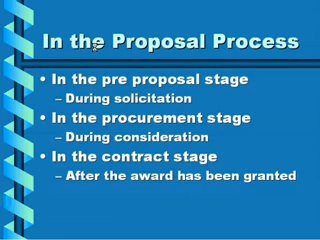 In the Proposal Process
• In the pre proposal stage
– During solicitation
• In the procurement stage
– During consideration
• In the contract stage
– After the award has been granted